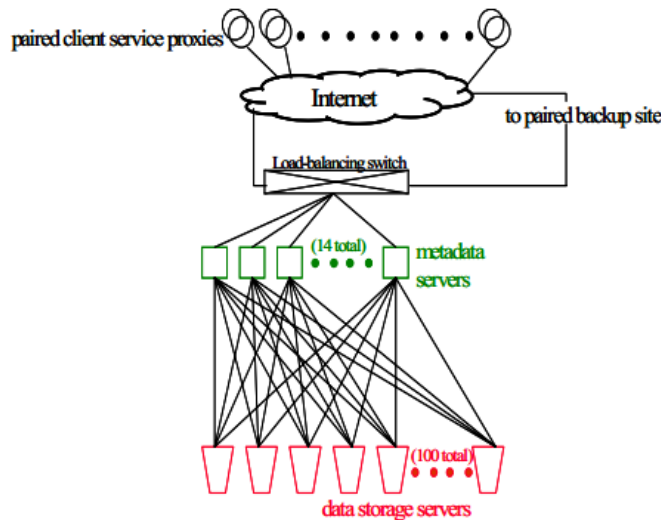 paired client service proxies
Internet
to paired backup site
Load-balancing switch
(14 total)
metadata
servers
(100 total)
data storage servers